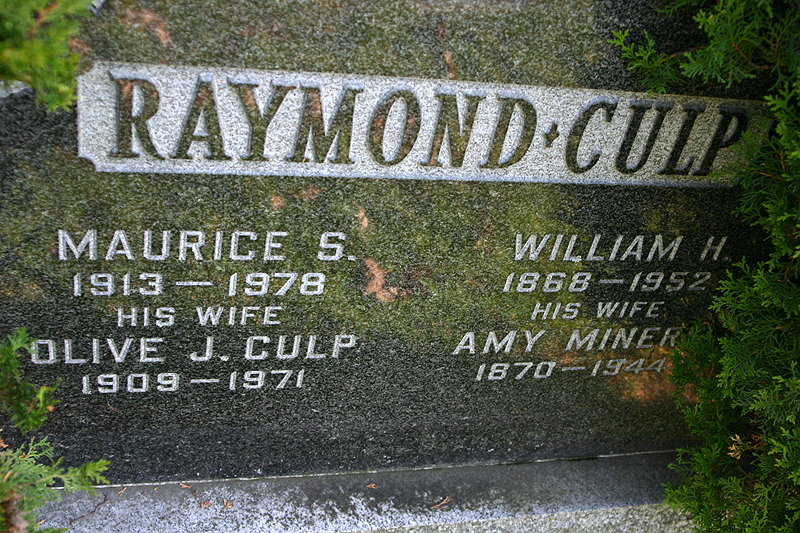 RAYMOND · CULP
MAURICE S.
1913 — 1978
HIS WIFE
OLIVE J. CULP
1909 — 1971
WILLIAM H.
1868 — 1952
HIS WIFE
AMY MINER
1870 — 1944